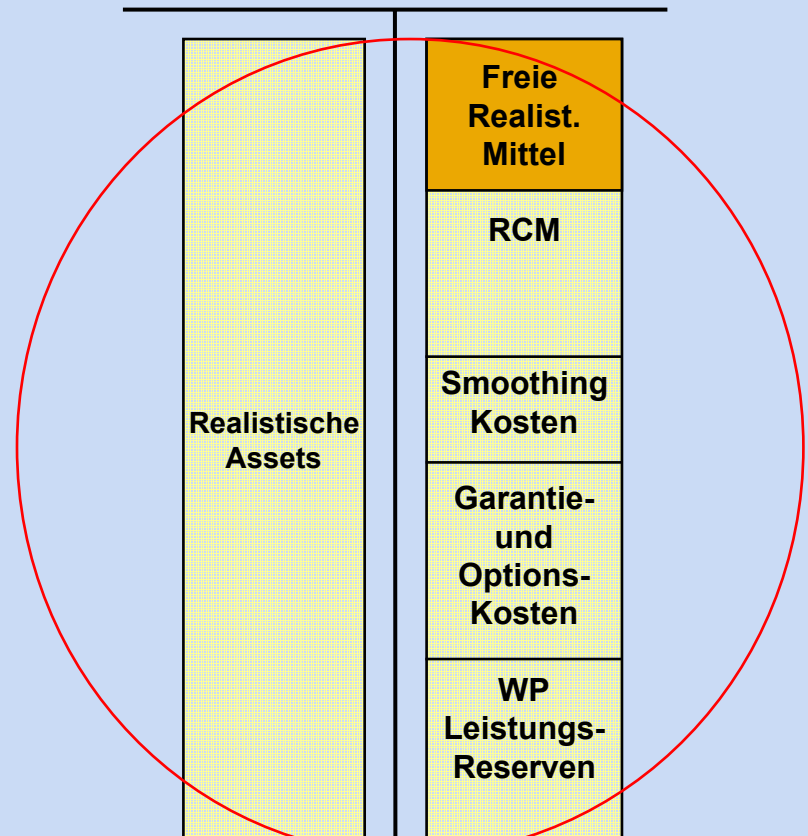 Realistische
Assets
Freie
Realist.
Mittel
RCM
Smoothing
Kosten
Garantie-
und
Options-
Kosten
WP
Leistungs-
Reserven